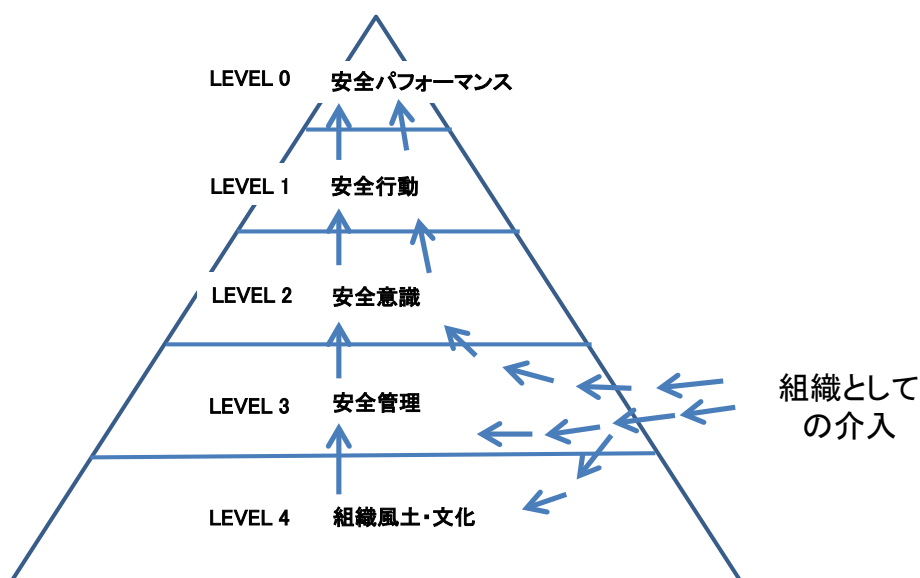 LEVEL 0 安全パフォーマンス
LEVEL 1 安全行動
LEVEL 2 安全意識
LEVEL 3 安全管理
組織として
の介入
LEVEL 4 組織風土・文化